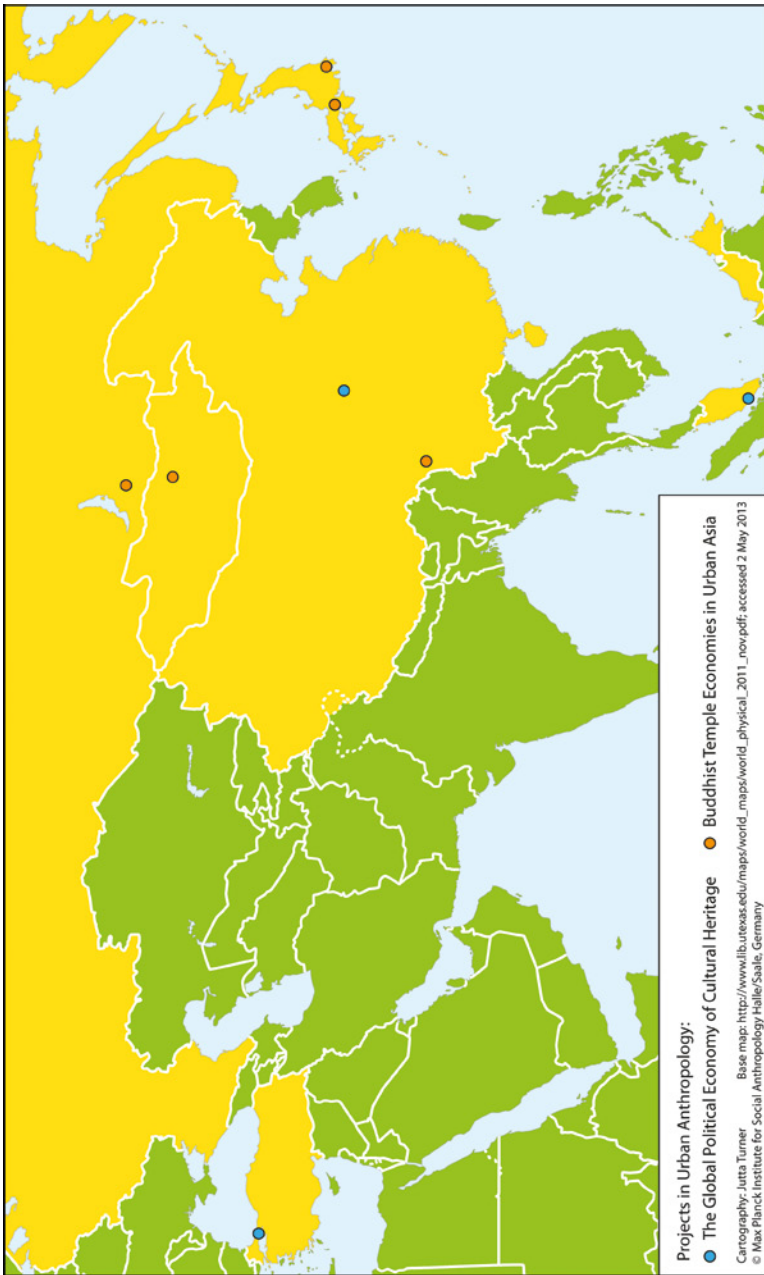 Projects in Urban Anthropology:
The Global Political Economy of Cultural Heritage Buddhist Temple Economies in Urban Asia
Cartography: Jutta Turner Base map: http://www.lib.utexas.edu/maps/world_maps/world_physical_2011_nov.pdf; accessed 2 May 2013
© Max Planck Institute for Social Anthropology Halle/Saale, Germany